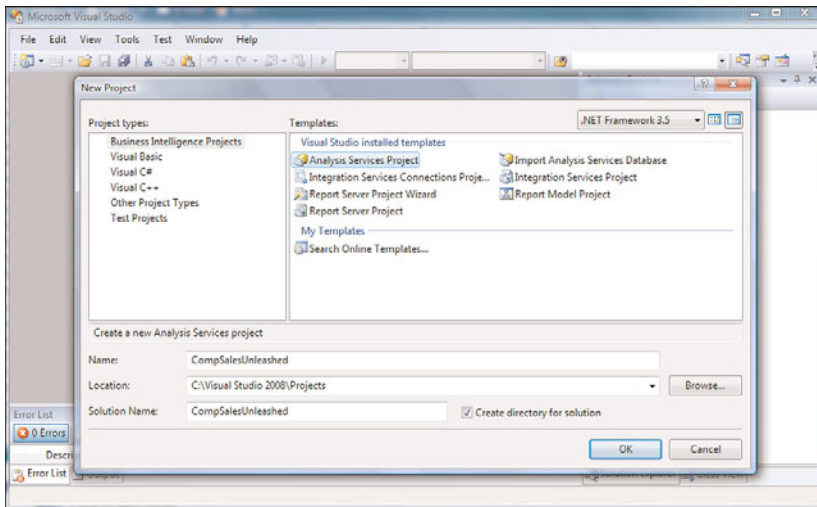 Microsoft Visual Studio
File Edit View Tools Test Window Help
New Project
Project types:
Templates:
.NET Framework 3.5
Business Intelligence Projects
Visual Basic
Visual C#
Visual C++
Other Project Types
Test Projects
Visual Studio installed templates
Analysis Services Project
Import Analysis Services Database
Integration Services Connections Proje...
Integration Services Project
Report Server Project Wizard
Report Model Project
Report Server Project
My Templates
Search Online Templates...
Create a new Analysis Services project
Name:
CompSalesUnleashed
Location:
C:\Visual Studio 2008\Projects
Browse...
Solution Name:
CompSalesUnleashed
Create directory for solution
OK
Cancel
Error List
0 Errors
Descri
Error List